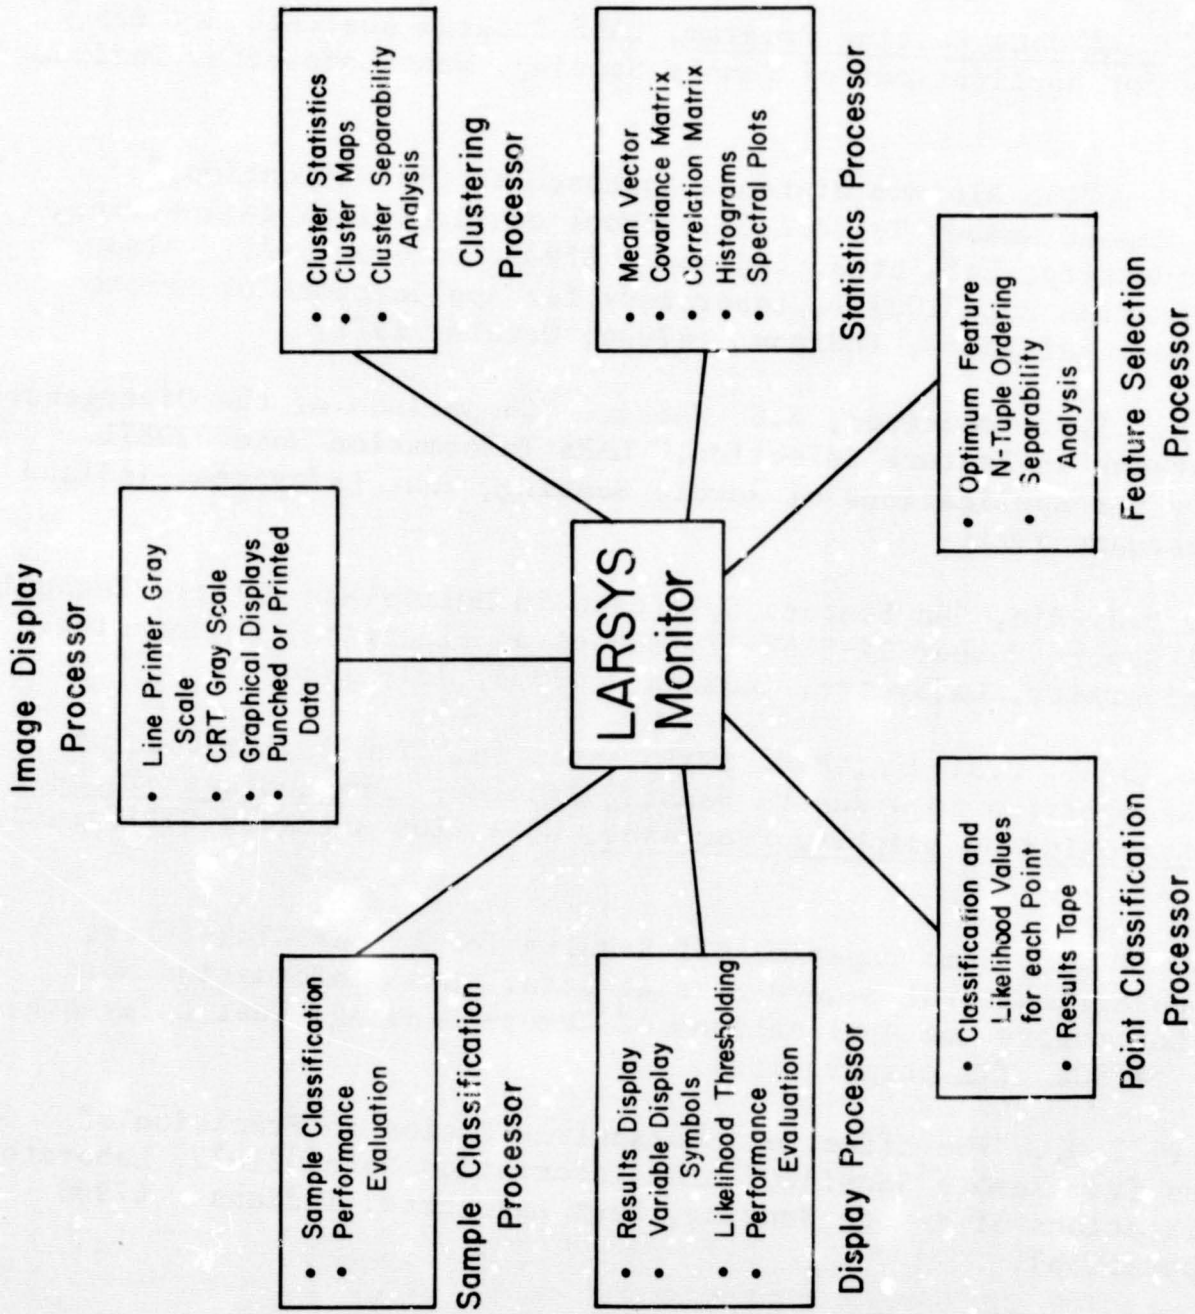 Image Display
Processor
• Line Printer Gray
Scale
• CRT Gray Scale
• Graphical Displays
• Punched or Printed
Data
• Sample Classification
• Performance
Evaluation
Sample Classification
Processor
• Cluster Statistics
• Cluster Maps
• Cluster Separability
Analysis
Clustering
Processor
LARSYS
Monitor
• Results Display
• Variable Display
Symbols
• Likelihood Thresholding
• Performance
Evaluation
Display Processor
• Mean Vector
• Covariance Matrix
• Correlation Matrix
• Histograms
• Spectral Plots
Statistics Processor
• Classification and
Likelihood Values
for each Point
• Results Tape
Point Classification
Processor
• Optimum Feature
N-Tuple Ordering
• Separability
Analysis
Feature Selection
Processor